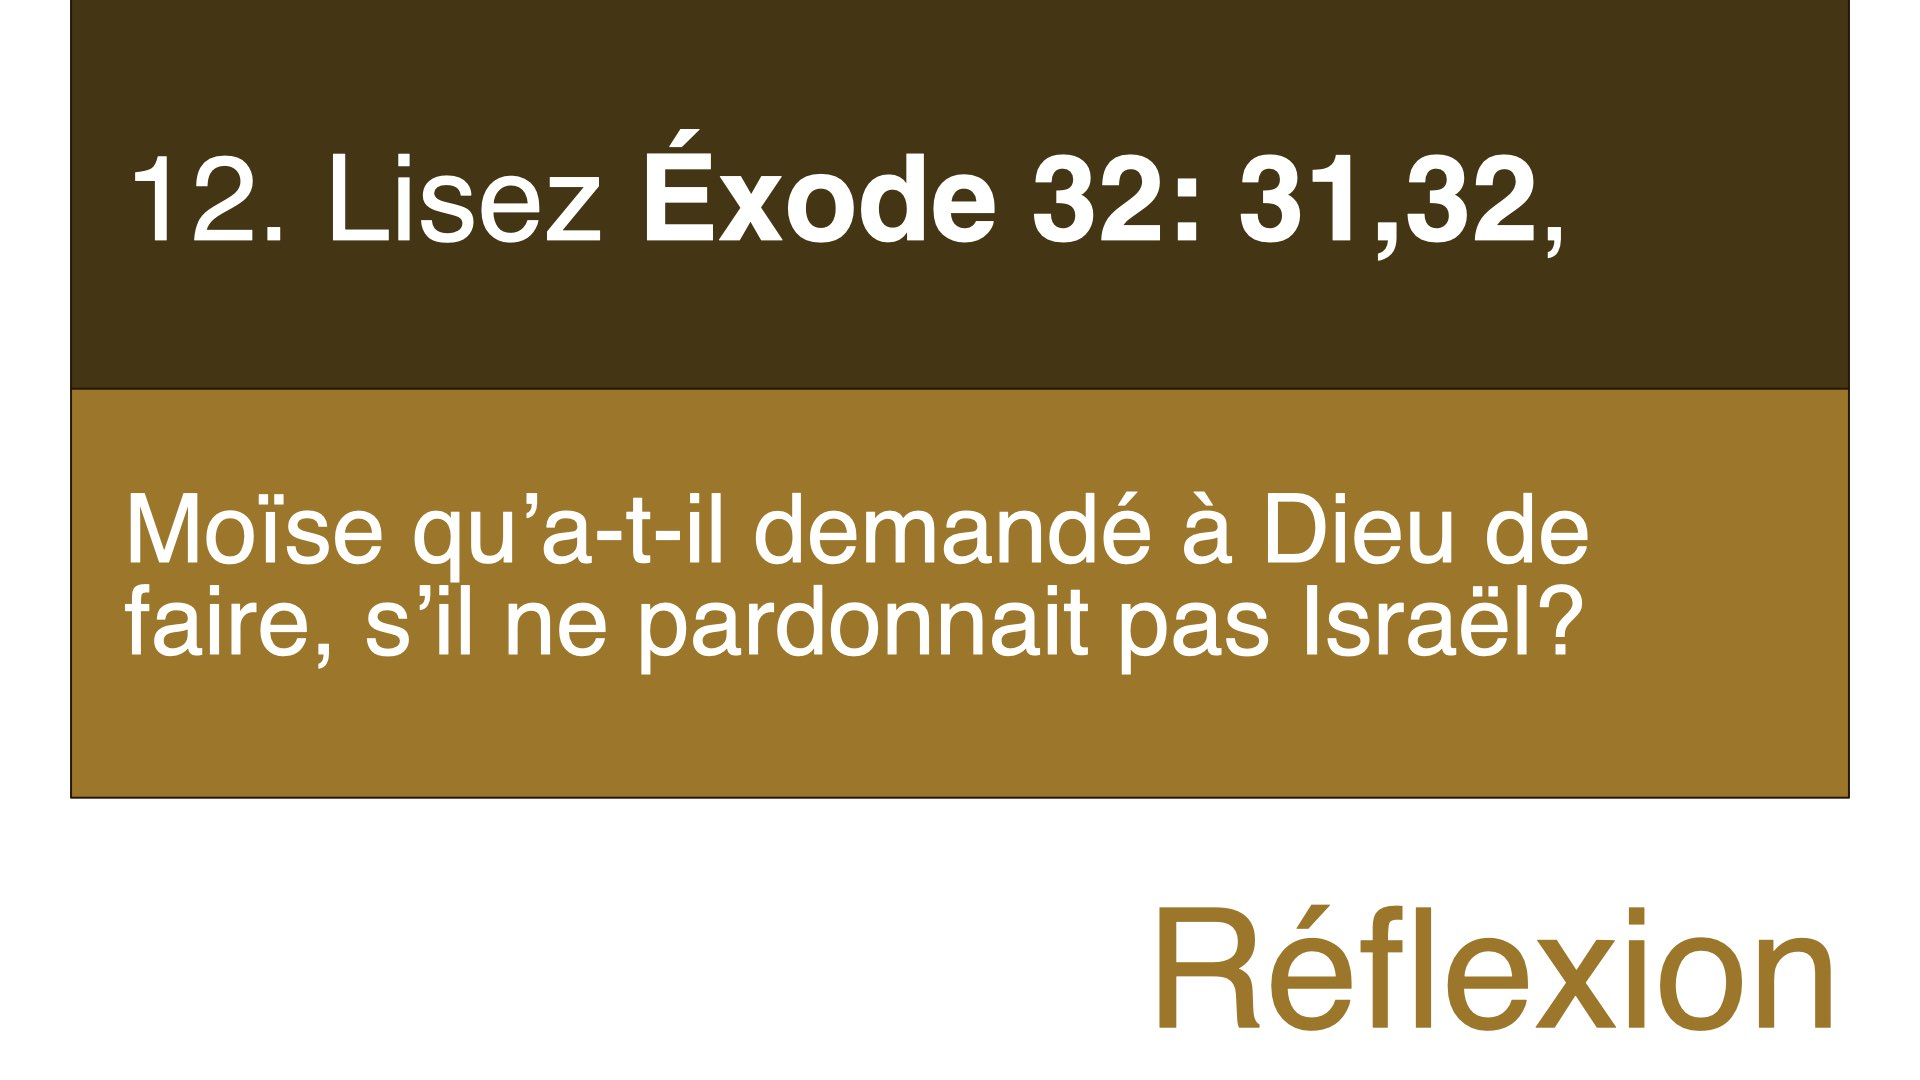 12. Lisez Éxode 32: 31,32,
Moïse qu’a-t-il demandé à Dieu de
faire, s’il ne pardonnait pas Israël?
Réflexion